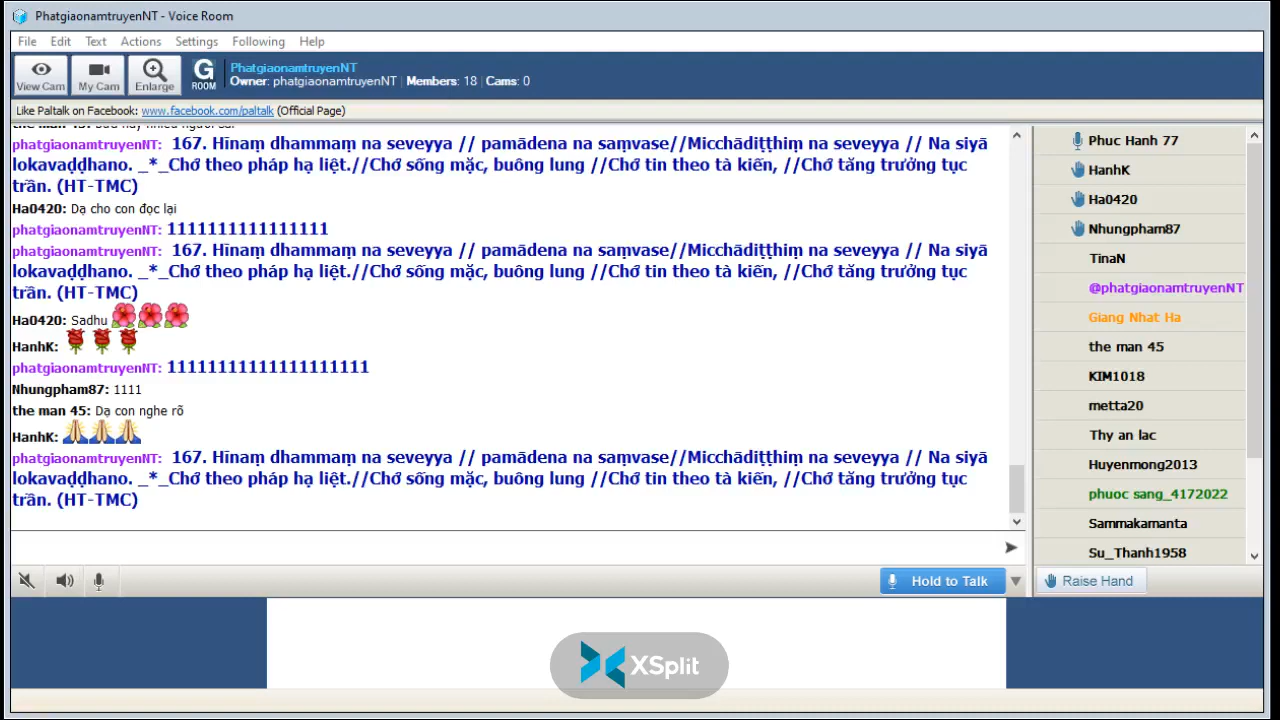 PhatgiaonamtruyenNT - Voice Room
File Edit Text Actions Settings Following Help
View Cam My Cam Enlarge G ROOM
PhatgiaonamtruyenNT
Owner: phatgiaonamtruyenNT | Members: 18 | Cams: 0
Like Paltalk on Facebook: www.facebook.com/paltalk (Official Page)
phatgiaonamtruyenNT: 167. Hīnaṃ dhammaṃ na seveyya // pamādena na saṃvase//Micchādiṭṭhiṃ na seveyya // Na siyā
lokavaḍḍhano. _*_Chớ theo pháp hạ liệt.//Chớ sống mặc, buông lung //Chớ tin theo tà kiến, //Chớ tăng trưởng tục
trần. (HT-TMC)
Ha0420: Dạ cho con đọc lại
phatgiaonamtruyenNT: 1111111111111111
phatgiaonamtruyenNT: 167. Hīnaṃ dhammaṃ na seveyya // pamādena na saṃvase//Micchādiṭṭhiṃ na seveyya // Na siyā
lokavaḍḍhano. _*_Chớ theo pháp hạ liệt.//Chớ sống mặc, buông lung //Chớ tin theo tà kiến, //Chớ tăng trưởng tục
trần. (HT-TMC)
Ha0420: Sadhu
HanhK:
phatgiaonamtruyenNT: 11111111111111111111
Nhungpham87: 1111
the man 45: Dạ con nghe rõ
HanhK:
phatgiaonamtruyenNT: 167. Hīnaṃ dhammaṃ na seveyya // pamādena na saṃvase//Micchādiṭṭhiṃ na seveyya // Na siyā
lokavaḍḍhano. _*_Chớ theo pháp hạ liệt.//Chớ sống mặc, buông lung //Chớ tin theo tà kiến, //Chớ tăng trưởng tục
trần. (HT-TMC)
Hold to Talk
Phuc Hanh 77
HanhK
Ha0420
Nhungpham87
TinaN
@phatgiaonamtruyenNT
Giang Nhat Ha
the man 45
KIM1018
metta20
Thy an lac
Huyenmong2013
phuoc sang_4172022
Sammakamanta
Su_Thanh1958
Raise Hand
XSplit